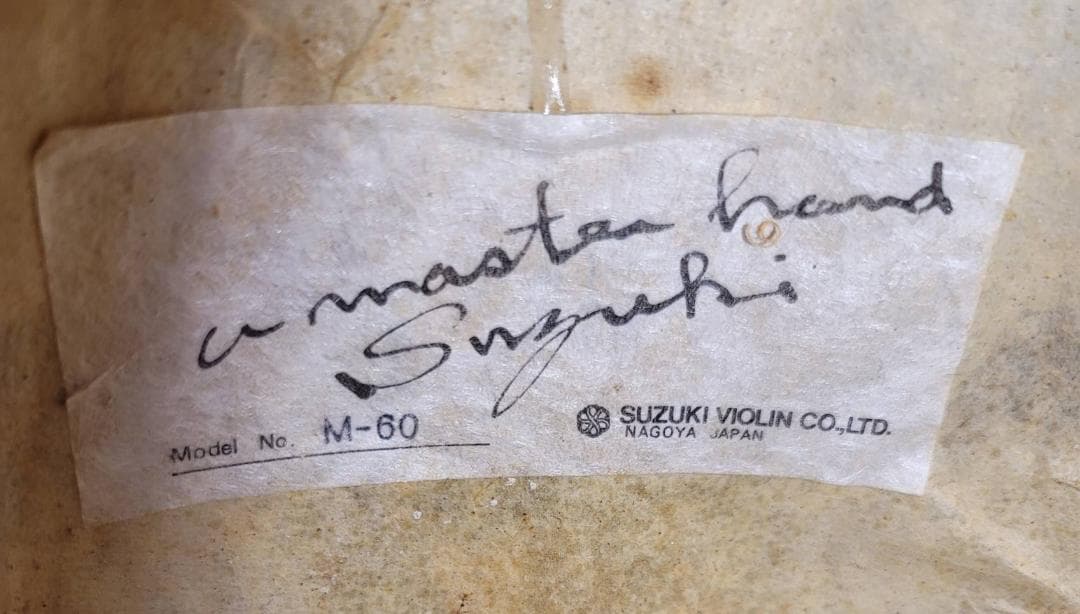 a master hand
Suzuki
Model No. M-60
SUZUKI VIOLIN CO.,LTD.
NAGOYA JAPAN